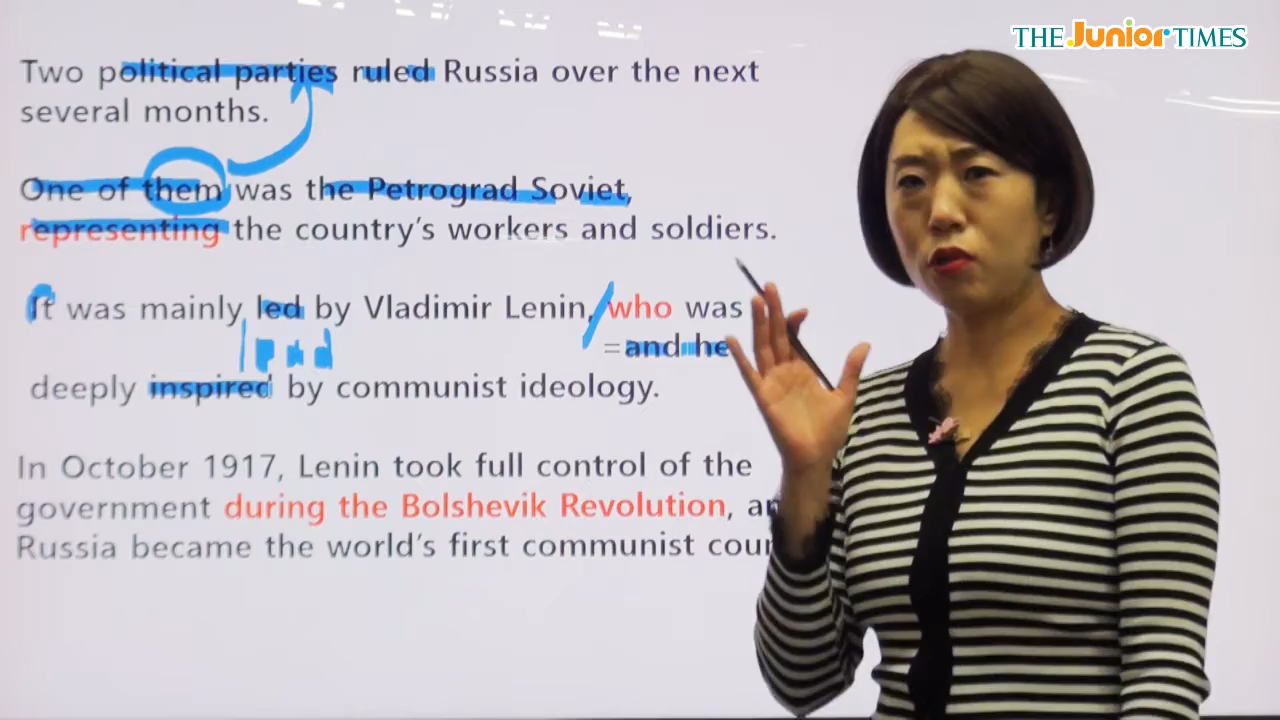 THE Junior TIMES
Two political parties ruled Russia over the next
several months.
One of them was the Petrograd Soviet,
representing the country's workers and soldiers.
It was mainly led by Vladimir Lenin, who was
lead
=and he
deeply inspired by communist ideology.
In October 1917, Lenin took full control of the
government during the Bolshevik Revolution,
Russia became the world's first communist